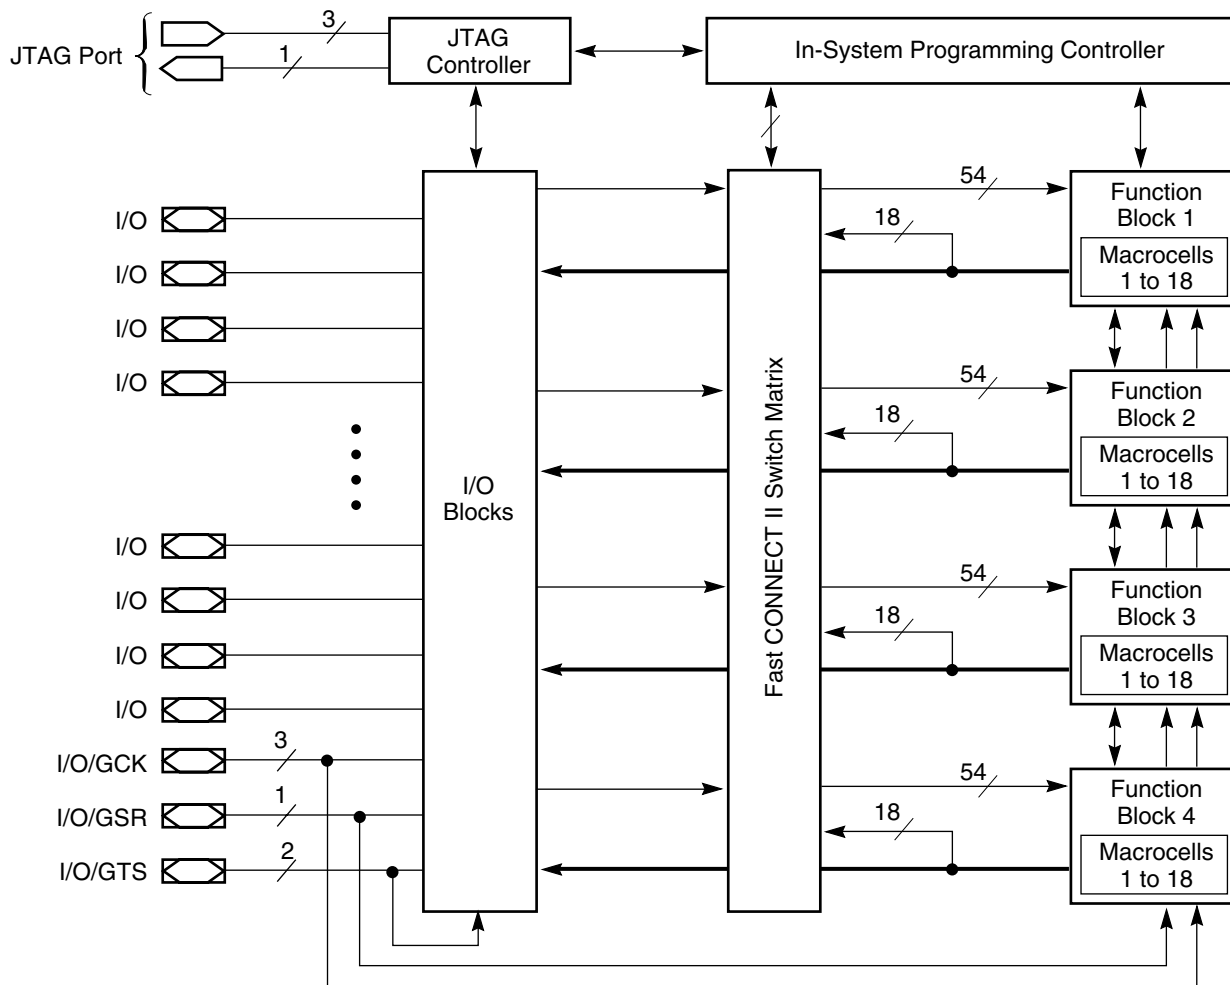 JTAG Port
3
1
JTAG
Controller
In-System Programming Controller
I/O
I/O
I/O
I/O
I/O
I/O
I/O
I/O
I/O/GCK
3
I/O/GSR
1
I/O/GTS
2
I/O
Blocks
Fast CONNECT II Switch Matrix
54
18
Function
Block 1
Macrocells
1 to 18
54
18
Function
Block 2
Macrocells
1 to 18
54
18
Function
Block 3
Macrocells
1 to 18
54
18
Function
Block 4
Macrocells
1 to 18